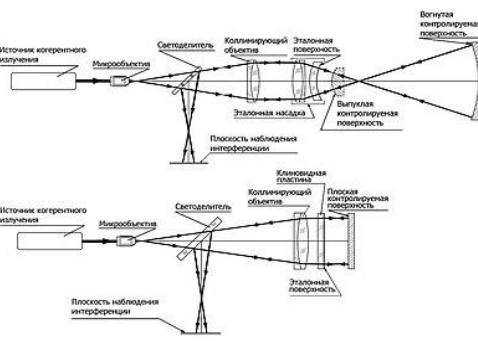 Источник когерентного
излучения
Микрообъектив
Светоделитель
Коллимирующий
объектив
Эталонная
поверхность
Вогнутая
контролируемая
поверхность
Эталонная насадка
Выпуклая
контролируемая
поверхность
Плоскость наблюдения
интерференции
Источник когерентного
излучения
Микрообъектив
Светоделитель
Клиновидная
пластина
Коллимирующий
объектив
Плоская
контролируемая
поверхность
Эталонная
поверхность
Плоскость наблюдения
интерференции